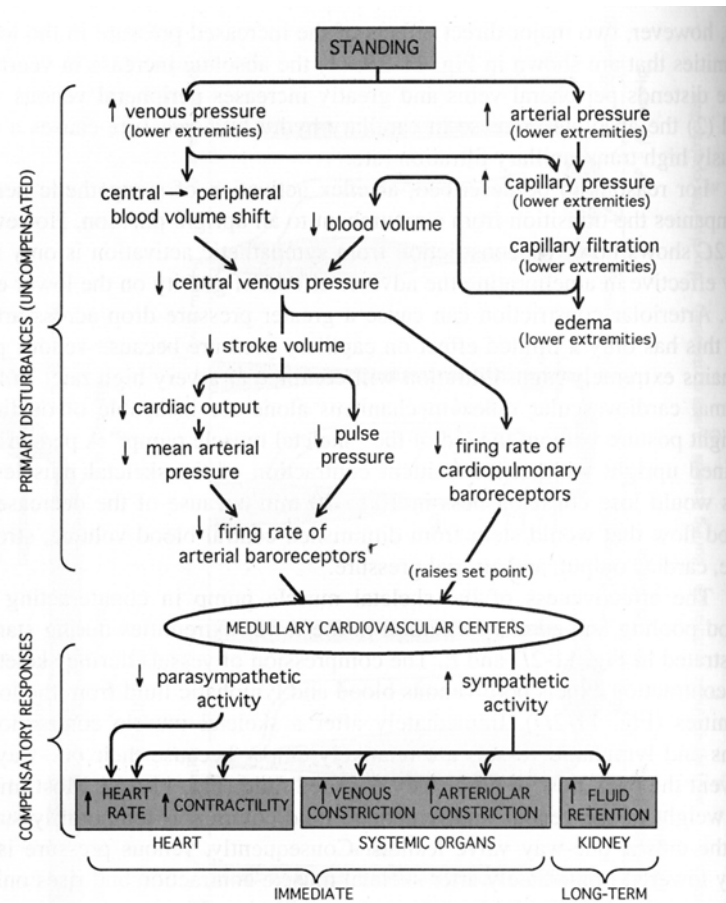 STANDING
↑ venous pressure
(lower extremities)
↑ arterial pressure
(lower extremities)
↑ capillary pressure
(lower extremities)
central → peripheral
blood volume shift
↓ blood volume
capillary filtration
(lower extremities)
↓ central venous pressure
edema
(lower extremities)
↓ stroke volume
↓ cardiac output
↓ mean arterial
pressure
↓ pulse
pressure
↓ firing rate of
cardiopulmonary
baroreceptors
↓ firing rate of
arterial baroreceptors
(raises set point)
MEDULLARY CARDIOVASCULAR CENTERS
↓ parasympathetic
activity
↑ sympathetic
activity
↑ HEART
RATE
↑ CONTRACTILITY
↑ VENOUS
CONSTRICTION
↑ ARTERIOLAR
CONSTRICTION
↑ FLUID
RETENTION
HEART
SYSTEMIC ORGANS
KIDNEY
IMMEDIATE
LONG-TERM
PRIMARY DISTURBANCES (UNCOMPENSATED)
COMPENSATORY RESPONSES